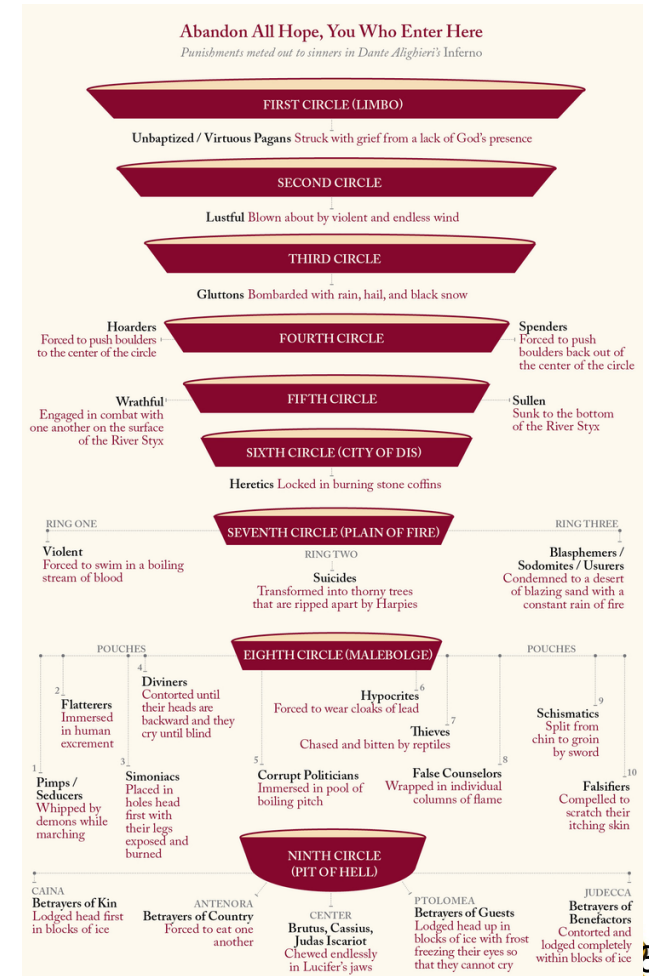 Abandon All Hope, You Who Enter Here
Punishments meted out to sinners in Dante Alighieri's Inferno
FIRST CIRCLE (LIMBO)
Unbaptized / Virtuous Pagans Struck with grief from a lack of God's presence
SECOND CIRCLE
Lustful Blown about by violent and endless wind
THIRD CIRCLE
Gluttons Bombarded with rain, hail, and black snow
Hoarders
Forced to push boulders
to the center of the circle
FOURTH CIRCLE
Spenders
Forced to push
boulders back out of
the center of the circle
Wrathful
Engaged in combat with
one another on the surface
of the River Styx
FIFTH CIRCLE
Sullen
Sunk to the bottom
of the River Styx
SIXTH CIRCLE (CITY OF DIS)
Heretics Locked in burning stone coffins
SEVENTH CIRCLE (PLAIN OF FIRE)
RING ONE
Violent
Forced to swim in a boiling
stream of blood
RING TWO
Suicides
Transformed into thorny trees
that are ripped apart by Harpies
RING THREE
Blasphemers /
Sodomites / Usurers
Condemned to a desert
of blazing sand with a
constant rain of fire
EIGHTH CIRCLE (MALEBOLGE)
POUCHES
POUCHES
1
Pimps /
Seducers
Whipped by
demons while
marching
2
Flatterers
Immersed
in human
excrement
3
Simoniacs
Placed in
holes head
first with
their legs
exposed and
burned
4
Diviners
Contorted until
their heads are
backward and they
cry until blind
5
Corrupt Politicians
Immersed in pool of
boiling pitch
6
Hypocrites
Forced to wear cloaks of lead
7
Thieves
Chased and bitten by reptiles
8
False Counselors
Wrapped in individual
columns of flame
9
Schismatics
Split from
chin to groin
by sword
10
Falsifiers
Compelled to
scratch their
itching skin
NINTH CIRCLE
(PIT OF HELL)
CAINA
Betrayers of Kin
Lodged head first
in blocks of ice
ANTENORA
Betrayers of Country
Forced to eat one
another
CENTER
Brutus, Cassius,
Judas Iscariot
Chewed endlessly
in Lucifer's jaws
PTOLOMEA
Betrayers of Guests
Lodged head up in
blocks of ice with frost
freezing their eyes so
that they cannot cry
JUDECCA
Betrayers of
Benefactors
Contorted and
lodged completely
within blocks of ice